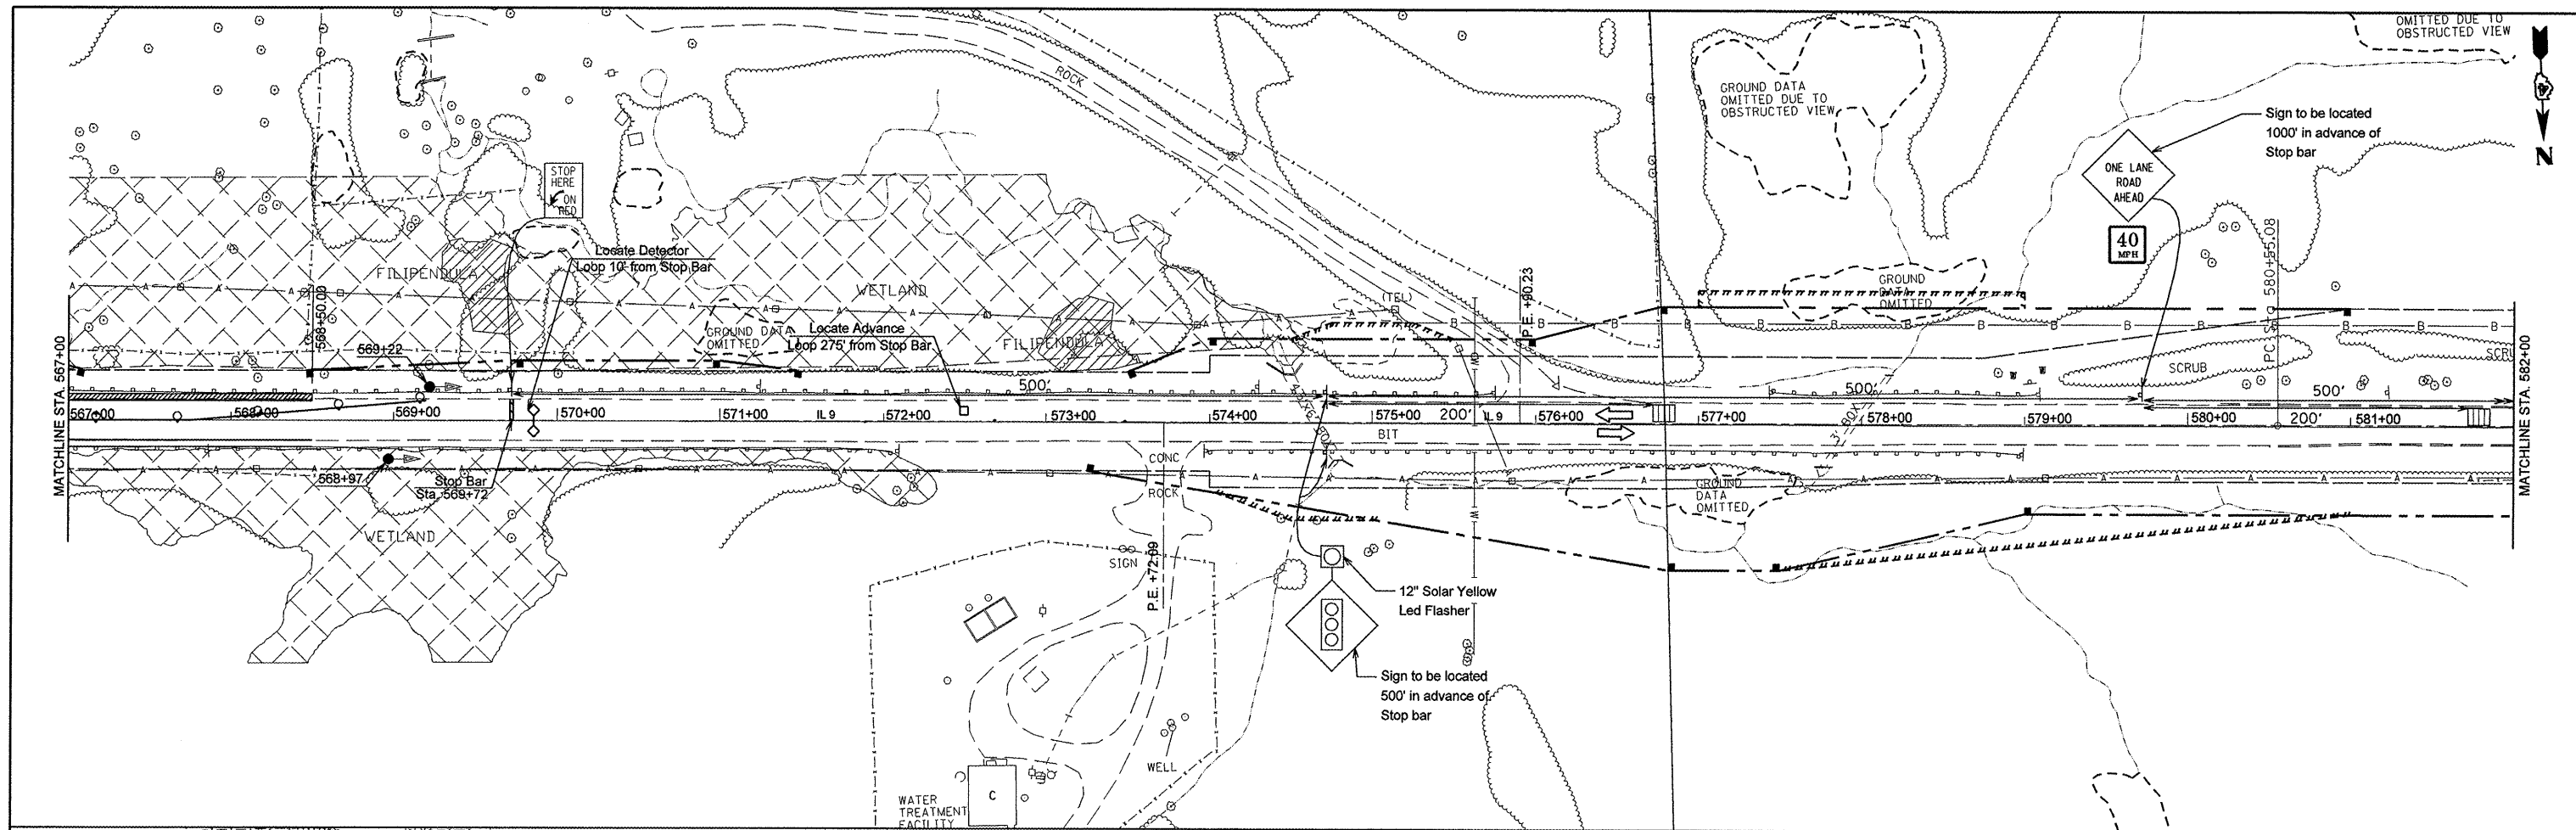 OMITTED DUE TO
OBSTRUCTED VIEW
ROCK
GROUND DATA
OMITTED DUE TO
OBSTRUCTED VIEW
Sign to be located
1000' in advance of
Stop bar
N
ONE LANE
ROAD
AHEAD
40
MPH
STOP
HERE
ON
RED
Locate Detector
Loop 10' from Stop Bar
FILIPENDULA
WETLAND
568+50.00
(TEL)
P.E. +90.23
GROUND
DATA
OMITTED
580+55.08
GROUND DATA
OMITTED
Locate Advance
Loop 275' from Stop Bar
FILIPENDULA
569+22
SCRUB
MATCHLINE STA. 567+00
MATCHLINE STA. 582+00
500'
500'
500'
567+00
568+00
569+00
570+00
571+00
IL 9
572+00
573+00
574+00
575+00
200'
IL 9
576+00
577+00
578+00
579+00
580+00
200'
581+00
BIT
CONC
568+97
Stop Bar
Sta. 569+72
ROCK
GROUND
DATA
OMITTED
WETLAND
SIGN
P.E. +72.09
12" Solar Yellow
Led Flasher
Sign to be located
500' in advance of
Stop bar
WELL
WATER
TREATMENT
FACILITY
C